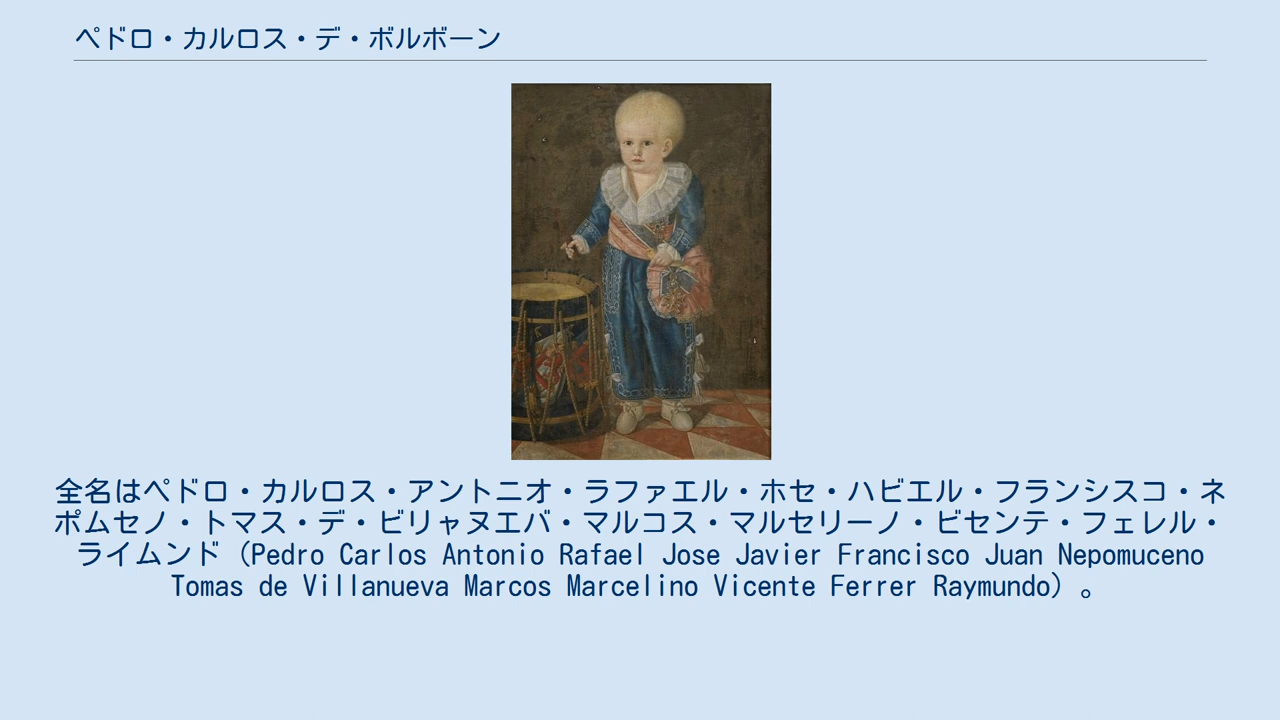 ペドロ・カルロス・デ・ボルボーン
全名はペドロ・カルロス・アントニオ・ラファエル・ホセ・ハビエル・フランシスコ・ネ
ポムセノ・トマス・デ・ビリャヌエバ・マルコス・マルセリーノ・ビセンテ・フェレル・
ライムンド（Pedro Carlos Antonio Rafael Jose Javier Francisco Juan Nepomuceno
Tomas de Villanueva Marcos Marcelino Vicente Ferrer Raymundo）。